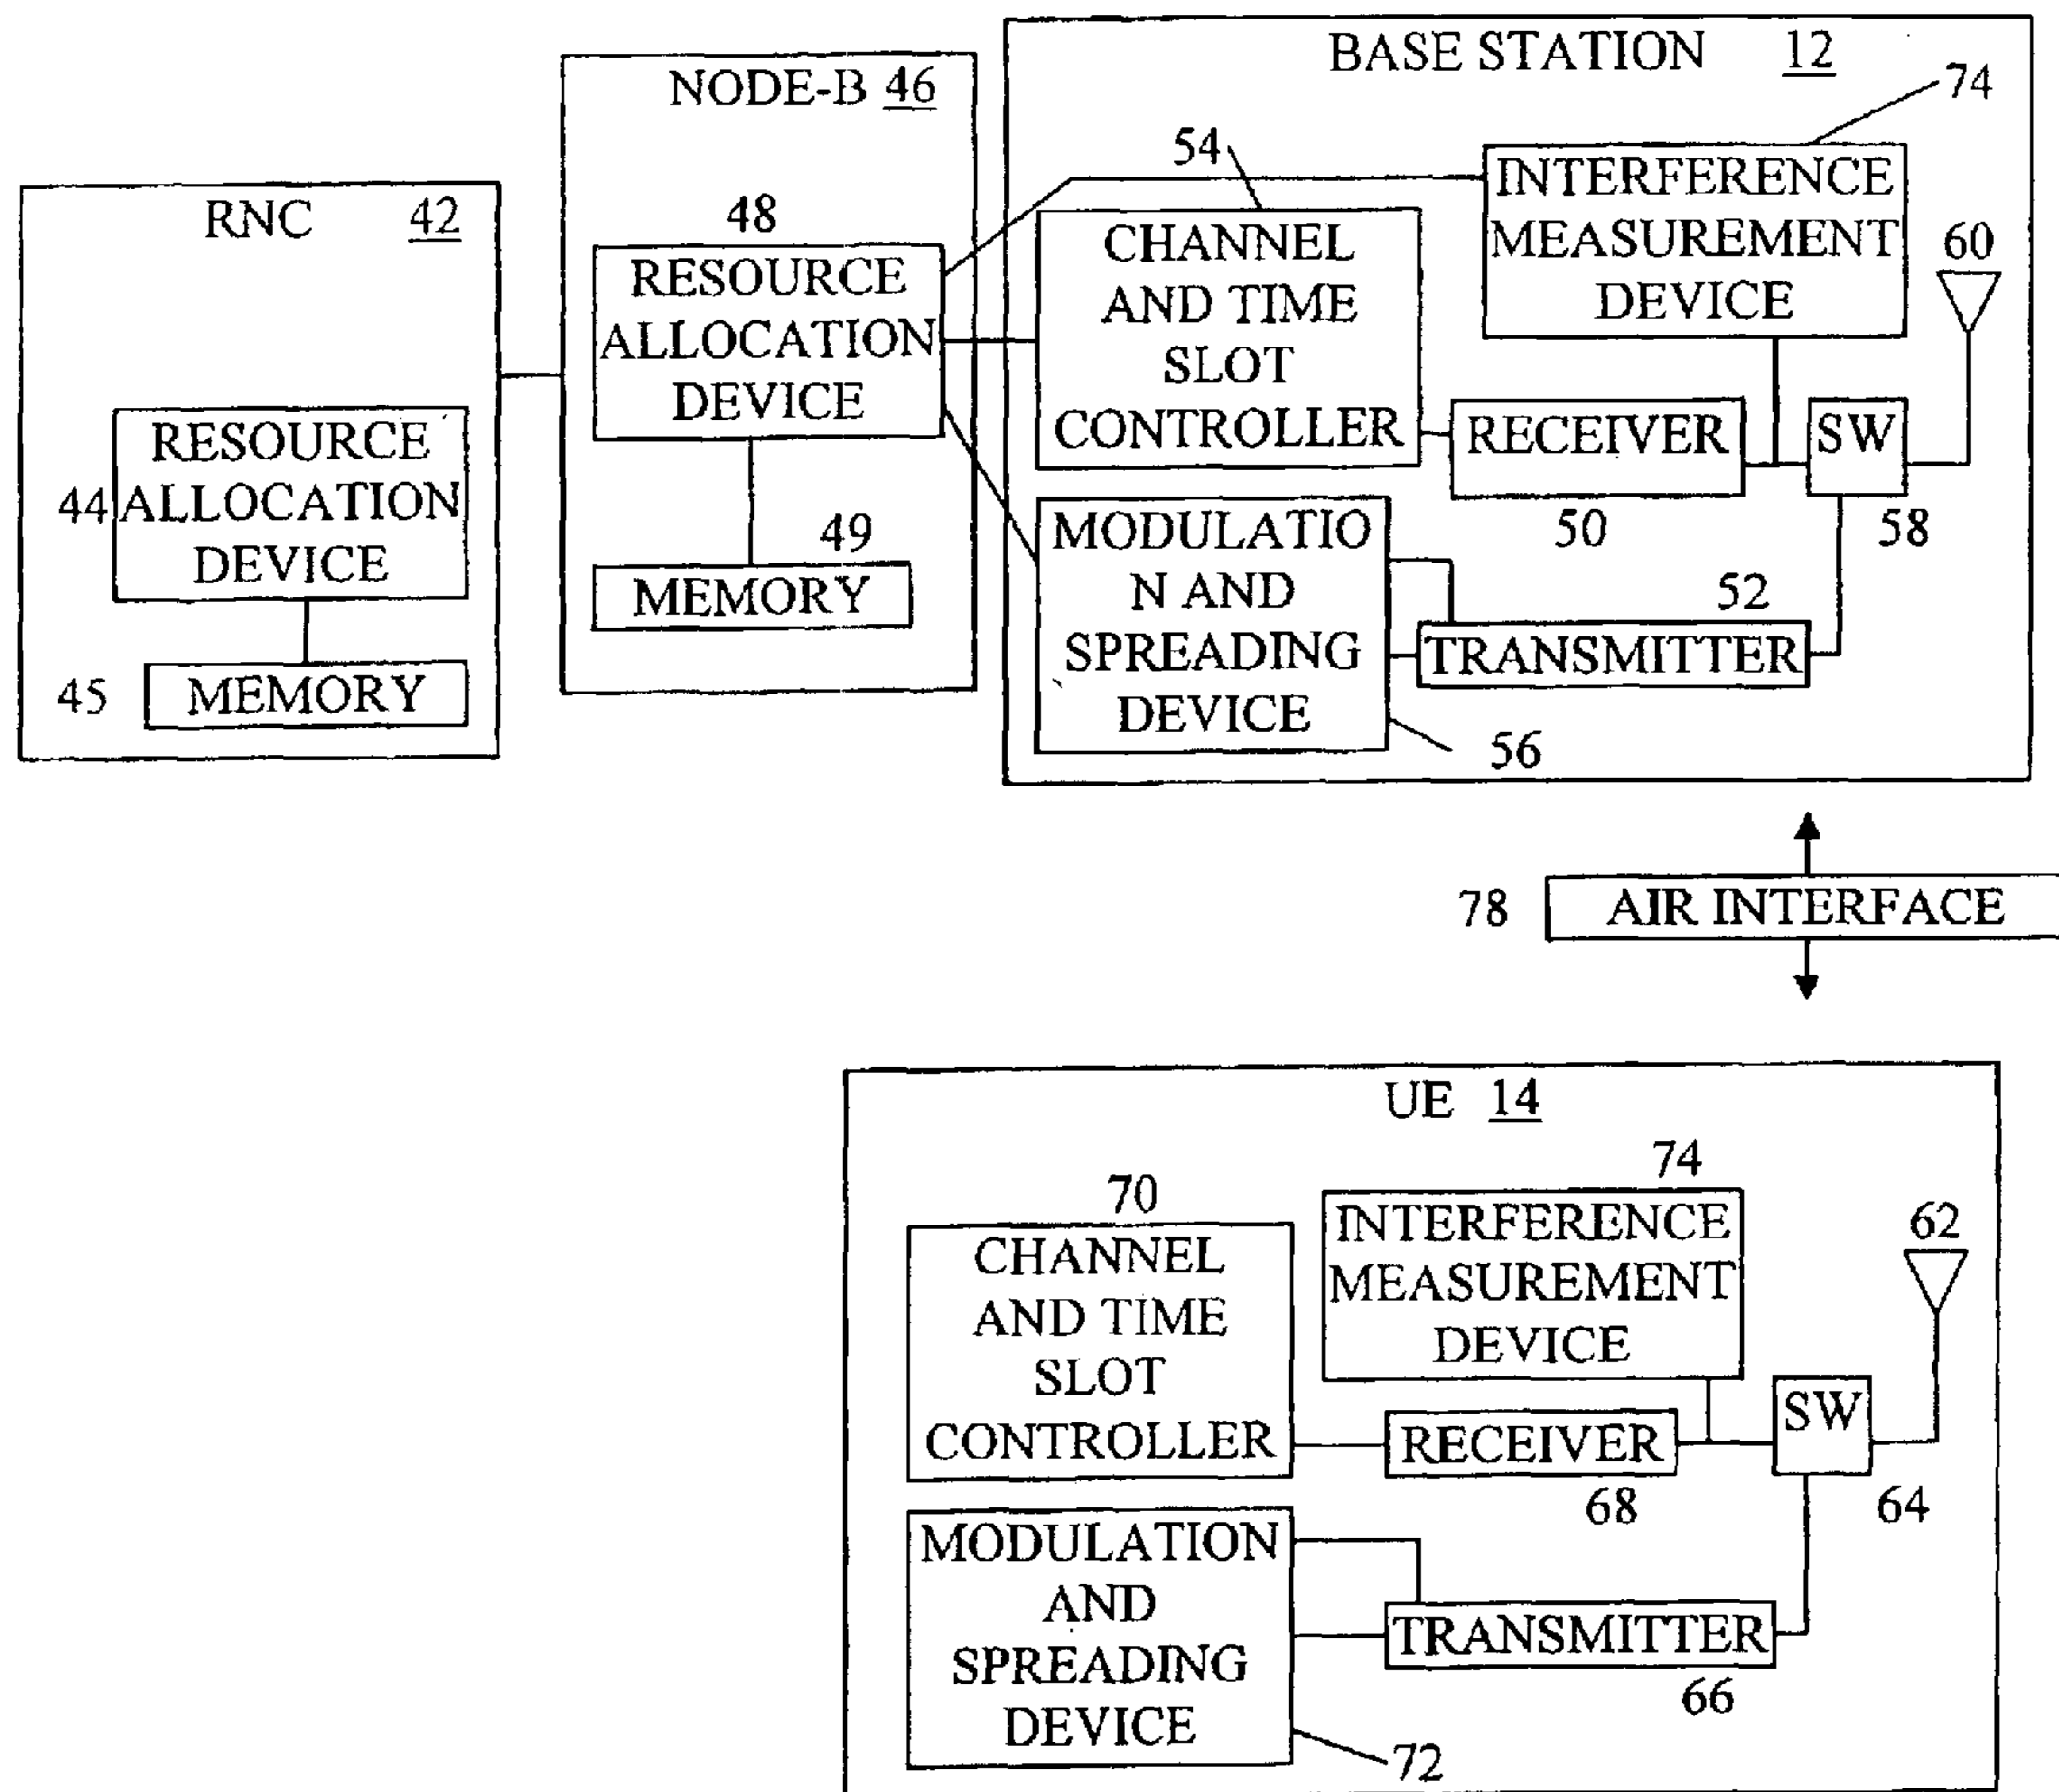 RNC 42
RESOURCE
ALLOCATION
DEVICE
44
MEMORY
45
NODE-B 46
48
RESOURCE
ALLOCATION
DEVICE
49
MEMORY
BASE STATION 12
74
INTERFERENCE
MEASUREMENT
DEVICE
54
CHANNEL
AND TIME
SLOT
CONTROLLER
60
RECEIVER
50
SW
58
MODULATIO
N AND
SPREADING
DEVICE
56
52
TRANSMITTER
78
AIR INTERFACE
UE 14
70
CHANNEL
AND TIME
SLOT
CONTROLLER
74
INTERFERENCE
MEASUREMENT
DEVICE
62
RECEIVER
68
SW
64
MODULATION
AND
SPREADING
DEVICE
72
TRANSMITTER
66